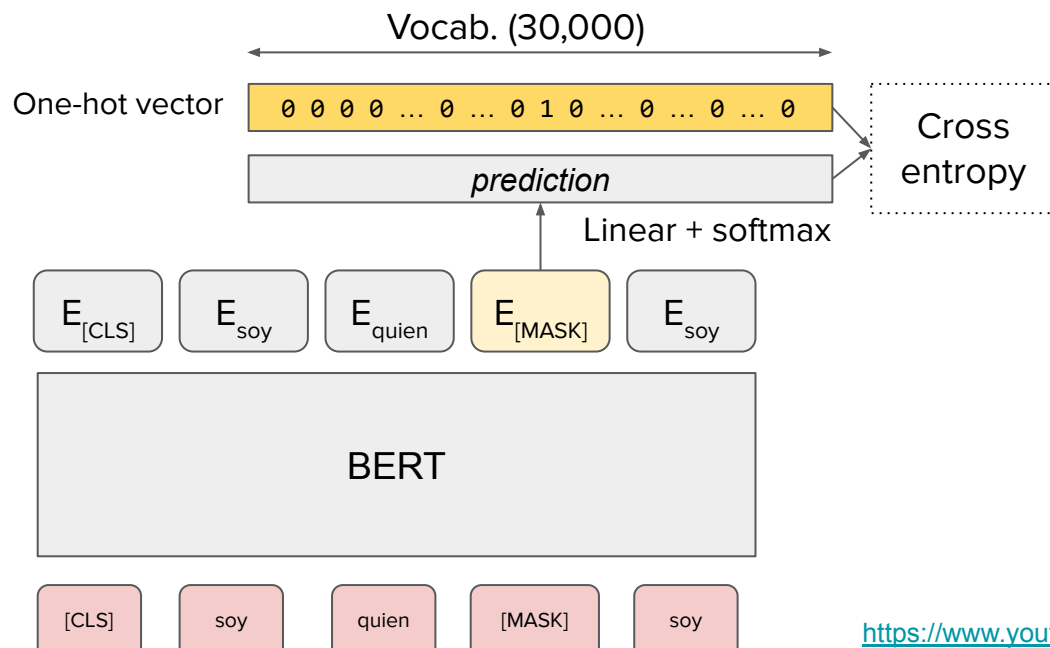 Vocab. (30,000)
One-hot vector
0 0 0 0 ... 0 ... 0 1 0 ... 0 ... 0 ... 0
Cross
entropy
prediction
Linear + softmax
E[CLS] Esoy Equien E[MASK] Esoy
BERT
[CLS] soy quien [MASK] soy
https://www.you